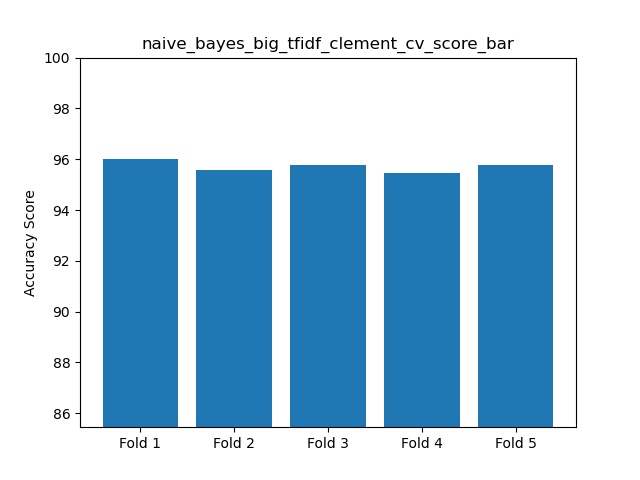 naive_bayes_big_tfidf_clement_cv_score_bar
100
98
96
94
92
90
88
86
Accuracy Score
Fold 1 Fold 2 Fold 3 Fold 4 Fold 5